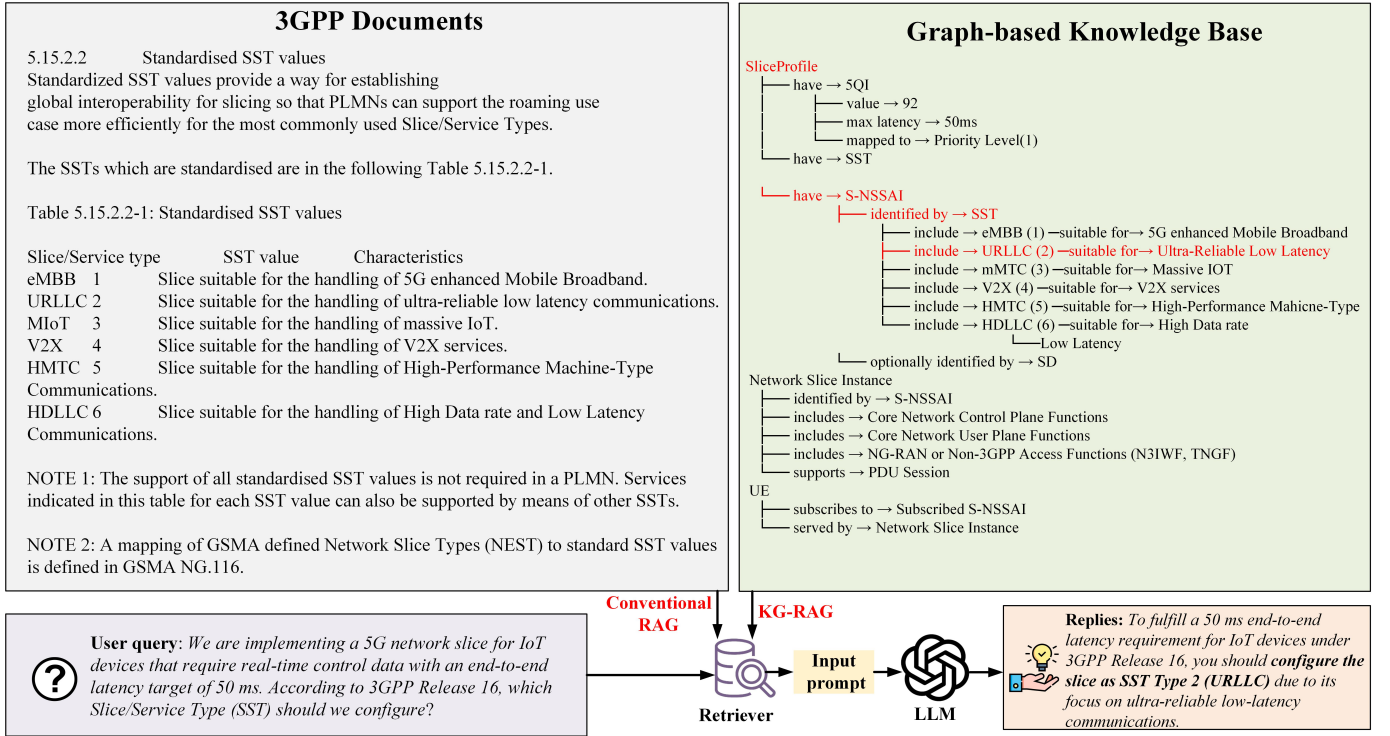 3GPP Documents
5.15.2.2 Standardised SST values
Standardized SST values provide a way for establishing
global interoperability for slicing so that PLMNs can support the roaming use
case more efficiently for the most commonly used Slice/Service Types.
The SSTs which are standardised are in the following Table 5.15.2.2-1.
Table 5.15.2.2-1: Standardised SST values
Slice/Service type SST value Characteristics
eMBB 1 Slice suitable for the handling of 5G enhanced Mobile Broadband.
URLLC 2 Slice suitable for the handling of ultra-reliable low latency communications.
MIoT 3 Slice suitable for the handling of massive IoT.
V2X 4 Slice suitable for the handling of V2X services.
HMTC 5 Slice suitable for the handling of High-Performance Machine-Type
Communications.
HDLLC 6 Slice suitable for the handling of High Data rate and Low Latency
Communications.
NOTE 1: The support of all standardised SST values is not required in a PLMN. Services
indicated in this table for each SST value can also be supported by means of other SSTs.
NOTE 2: A mapping of GSMA defined Network Slice Types (NEST) to standard SST values
is defined in GSMA NG.116.
Graph-based Knowledge Base
SliceProfile
have → 5QI
value → 92
max latency → 50ms
mapped to → Priority Level(1)
have → SST
have → S-NSSAI
identified by → SST
include → eMBB (1) —suitable for→ 5G enhanced Mobile Broadband
include → URLLC (2) —suitable for→ Ultra-Reliable Low Latency
include → mMTC (3) —suitable for→ Massive IOT
include → V2X (4) —suitable for→ V2X services
include → HMTC (5) —suitable for→ High-Performance Mahicne-Type
include → HDLLC (6) —suitable for→ High Data rate
Low Latency
optionally identified by → SD
Network Slice Instance
identified by → S-NSSAI
includes → Core Network Control Plane Functions
includes → Core Network User Plane Functions
includes → NG-RAN or Non-3GPP Access Functions (N3IWF, TNGF)
supports → PDU Session
UE
subscribes to → Subscribed S-NSSAI
served by → Network Slice Instance
Conventional
RAG
KG-RAG
User query: We are implementing a 5G network slice for IoT
devices that require real-time control data with an end-to-end
latency target of 50 ms. According to 3GPP Release 16, which
Slice/Service Type (SST) should we configure?
?
Retriever
Input
prompt
LLM
Replies: To fulfill a 50 ms end-to-end
latency requirement for IoT devices under
3GPP Release 16, you should configure the
slice as SST Type 2 (URLLC) due to its
focus on ultra-reliable low-latency
communications.